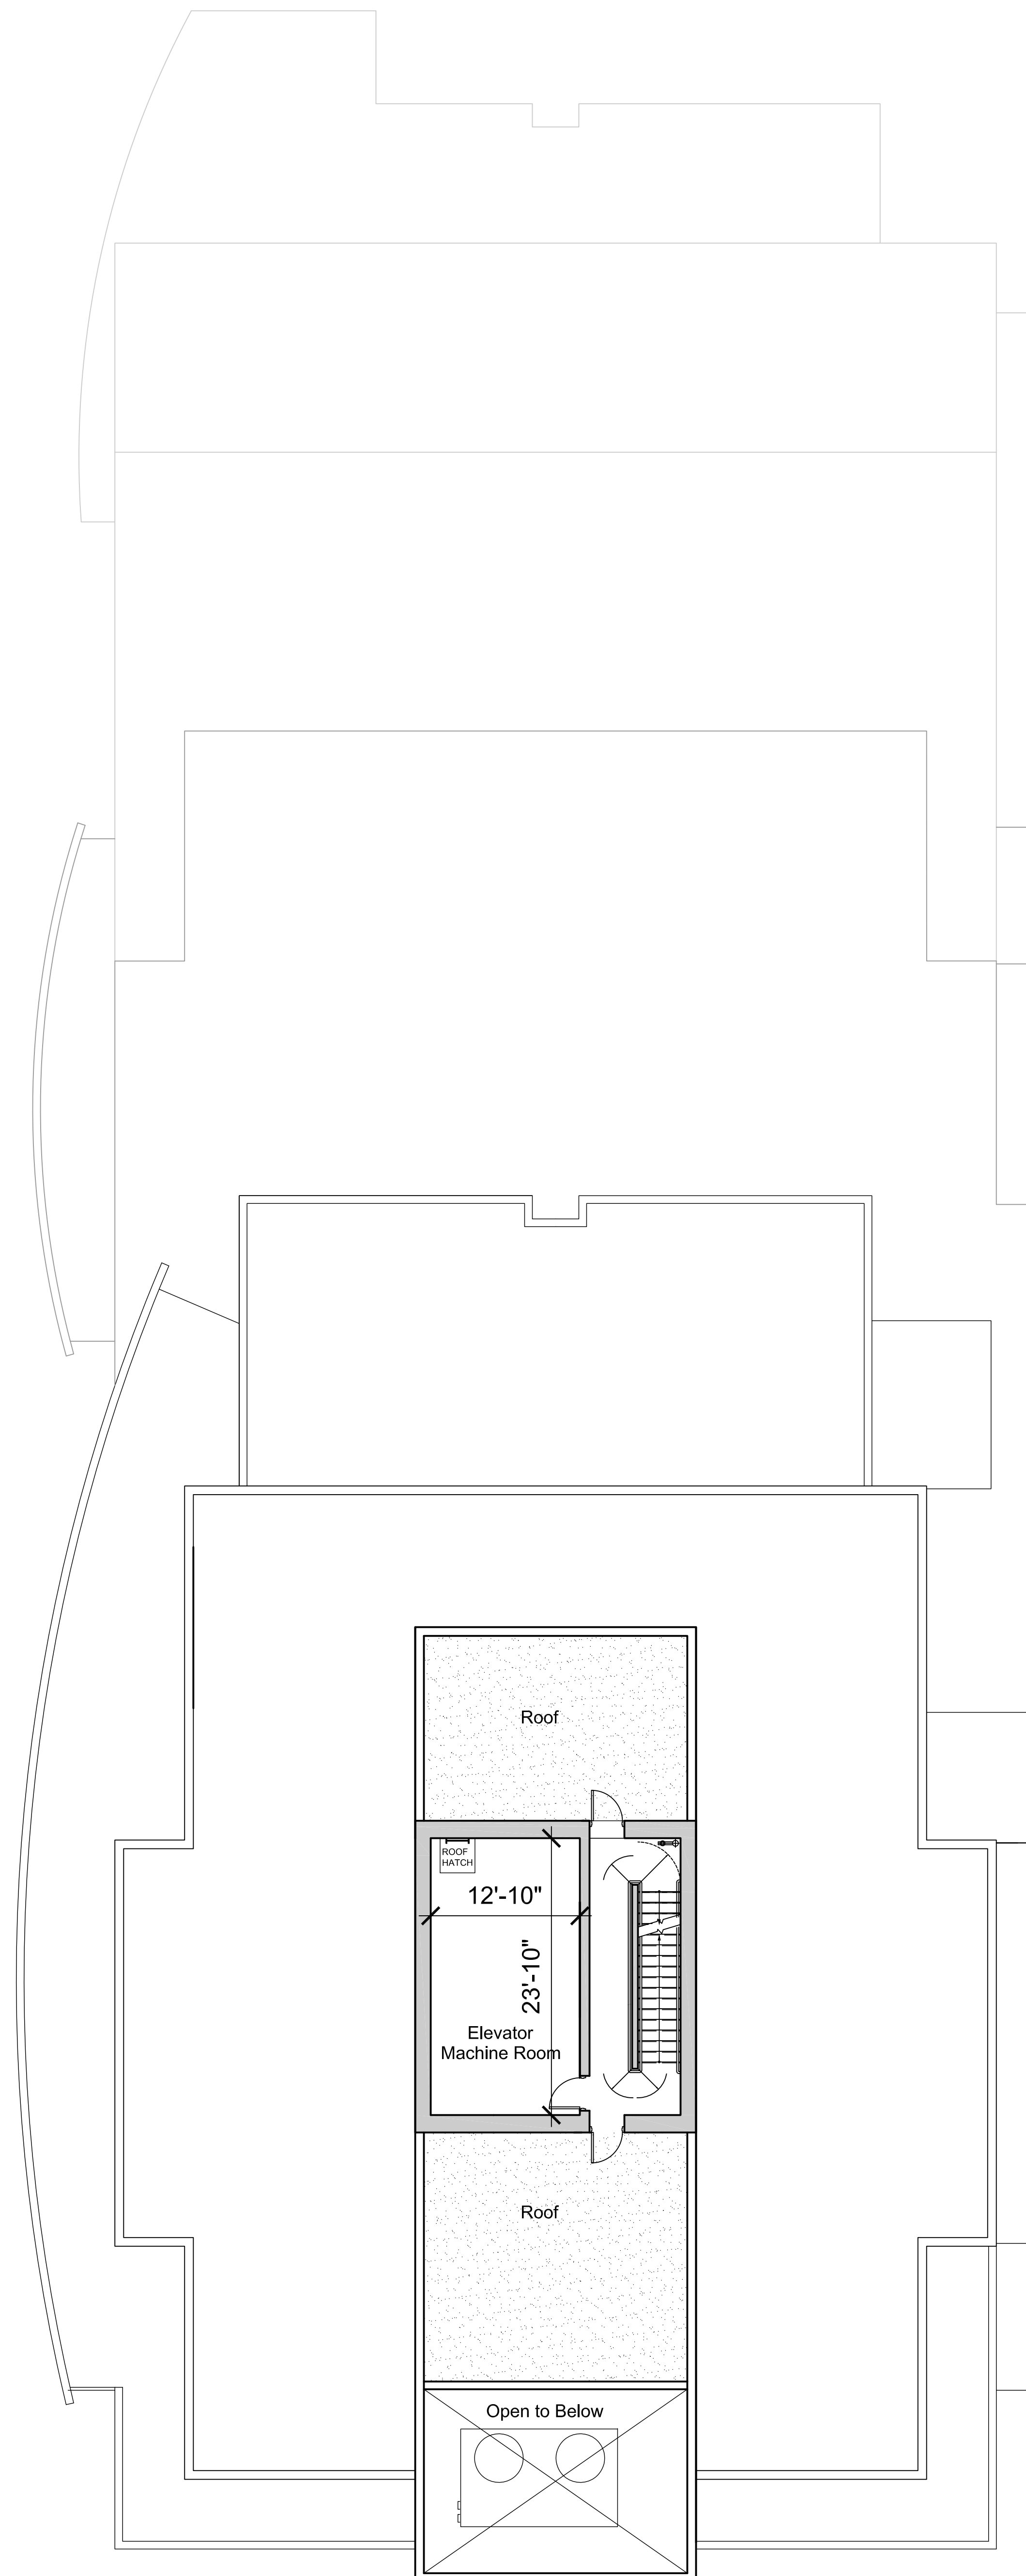 Roof
ROOF
HATCH
12'-10"
23'-10"
Elevator
Machine Room
Roof
Open to Below